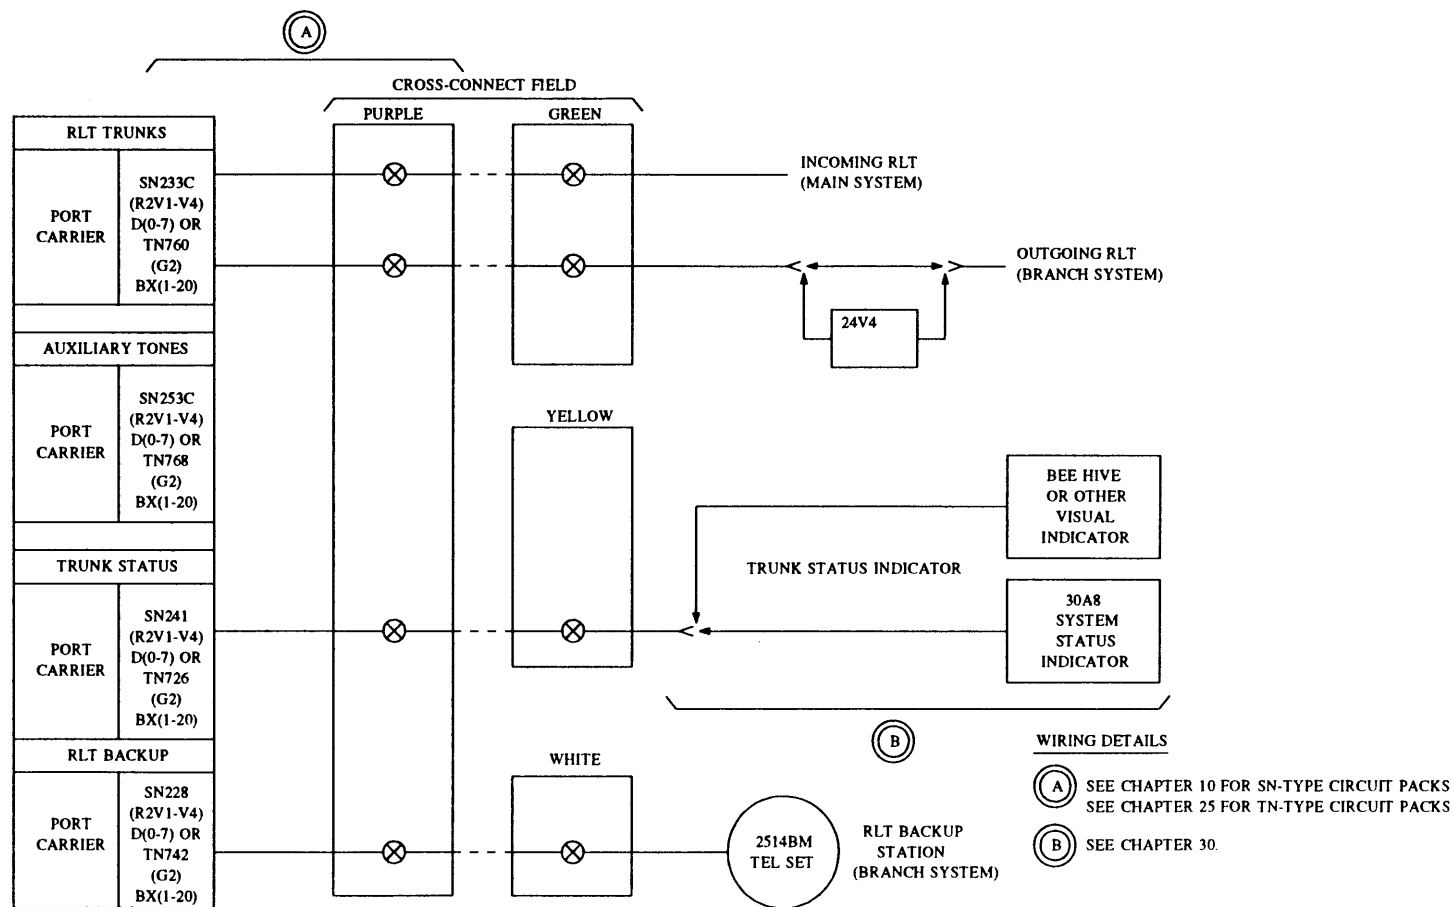 A
CROSS-CONNECT FIELD
PURPLE
GREEN
RLT TRUNKS
PORT
CARRIER
SN233C
(R2V1-V4)
D(0-7) OR
TN760
(G2)
BX(1-20)
INCOMING RLT
(MAIN SYSTEM)
OUTGOING RLT
(BRANCH SYSTEM)
24V4
AUXILIARY TONES
PORT
CARRIER
SN253C
(R2V1-V4)
D(0-7) OR
TN768
(G2)
BX(1-20)
YELLOW
BEE HIVE
OR OTHER
VISUAL
INDICATOR
TRUNK STATUS INDICATOR
30A8
SYSTEM
STATUS
INDICATOR
TRUNK STATUS
PORT
CARRIER
SN241
(R2V1-V4)
D(0-7) OR
TN726
(G2)
BX(1-20)
B
RLT BACKUP
PORT
CARRIER
SN228
(R2V1-V4)
D(0-7) OR
TN742
(G2)
BX(1-20)
WHITE
2514BM
TEL SET
RLT BACKUP
STATION
(BRANCH SYSTEM)
WIRING DETAILS
A SEE CHAPTER 10 FOR SN-TYPE CIRCUIT PACKS
SEE CHAPTER 25 FOR TN-TYPE CIRCUIT PACKS
B SEE CHAPTER 30.